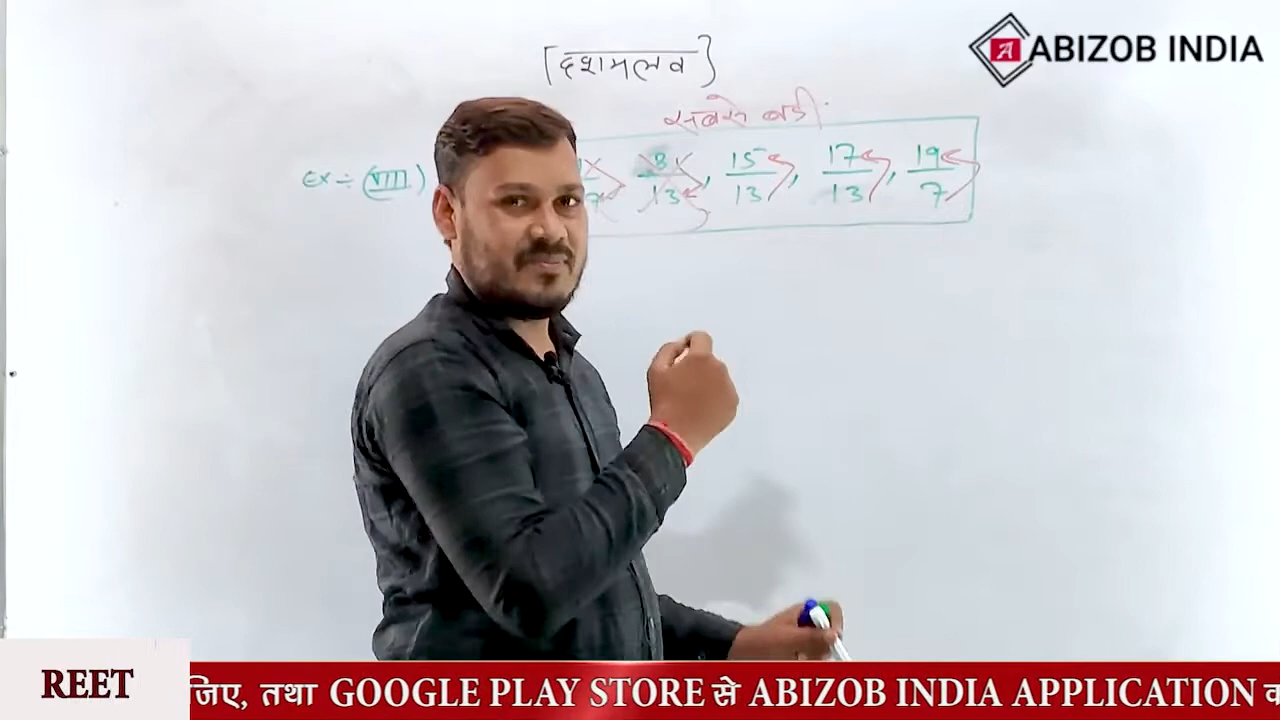 ABIZOB INDIA
[दशमलव]
सबसे बडी
Ex÷ (VIII)
7, 8/13, 15/13, 17/13, 19/7
REET
जिए, तथा GOOGLE PLAY STORE से ABIZOB INDIA APPLICATION